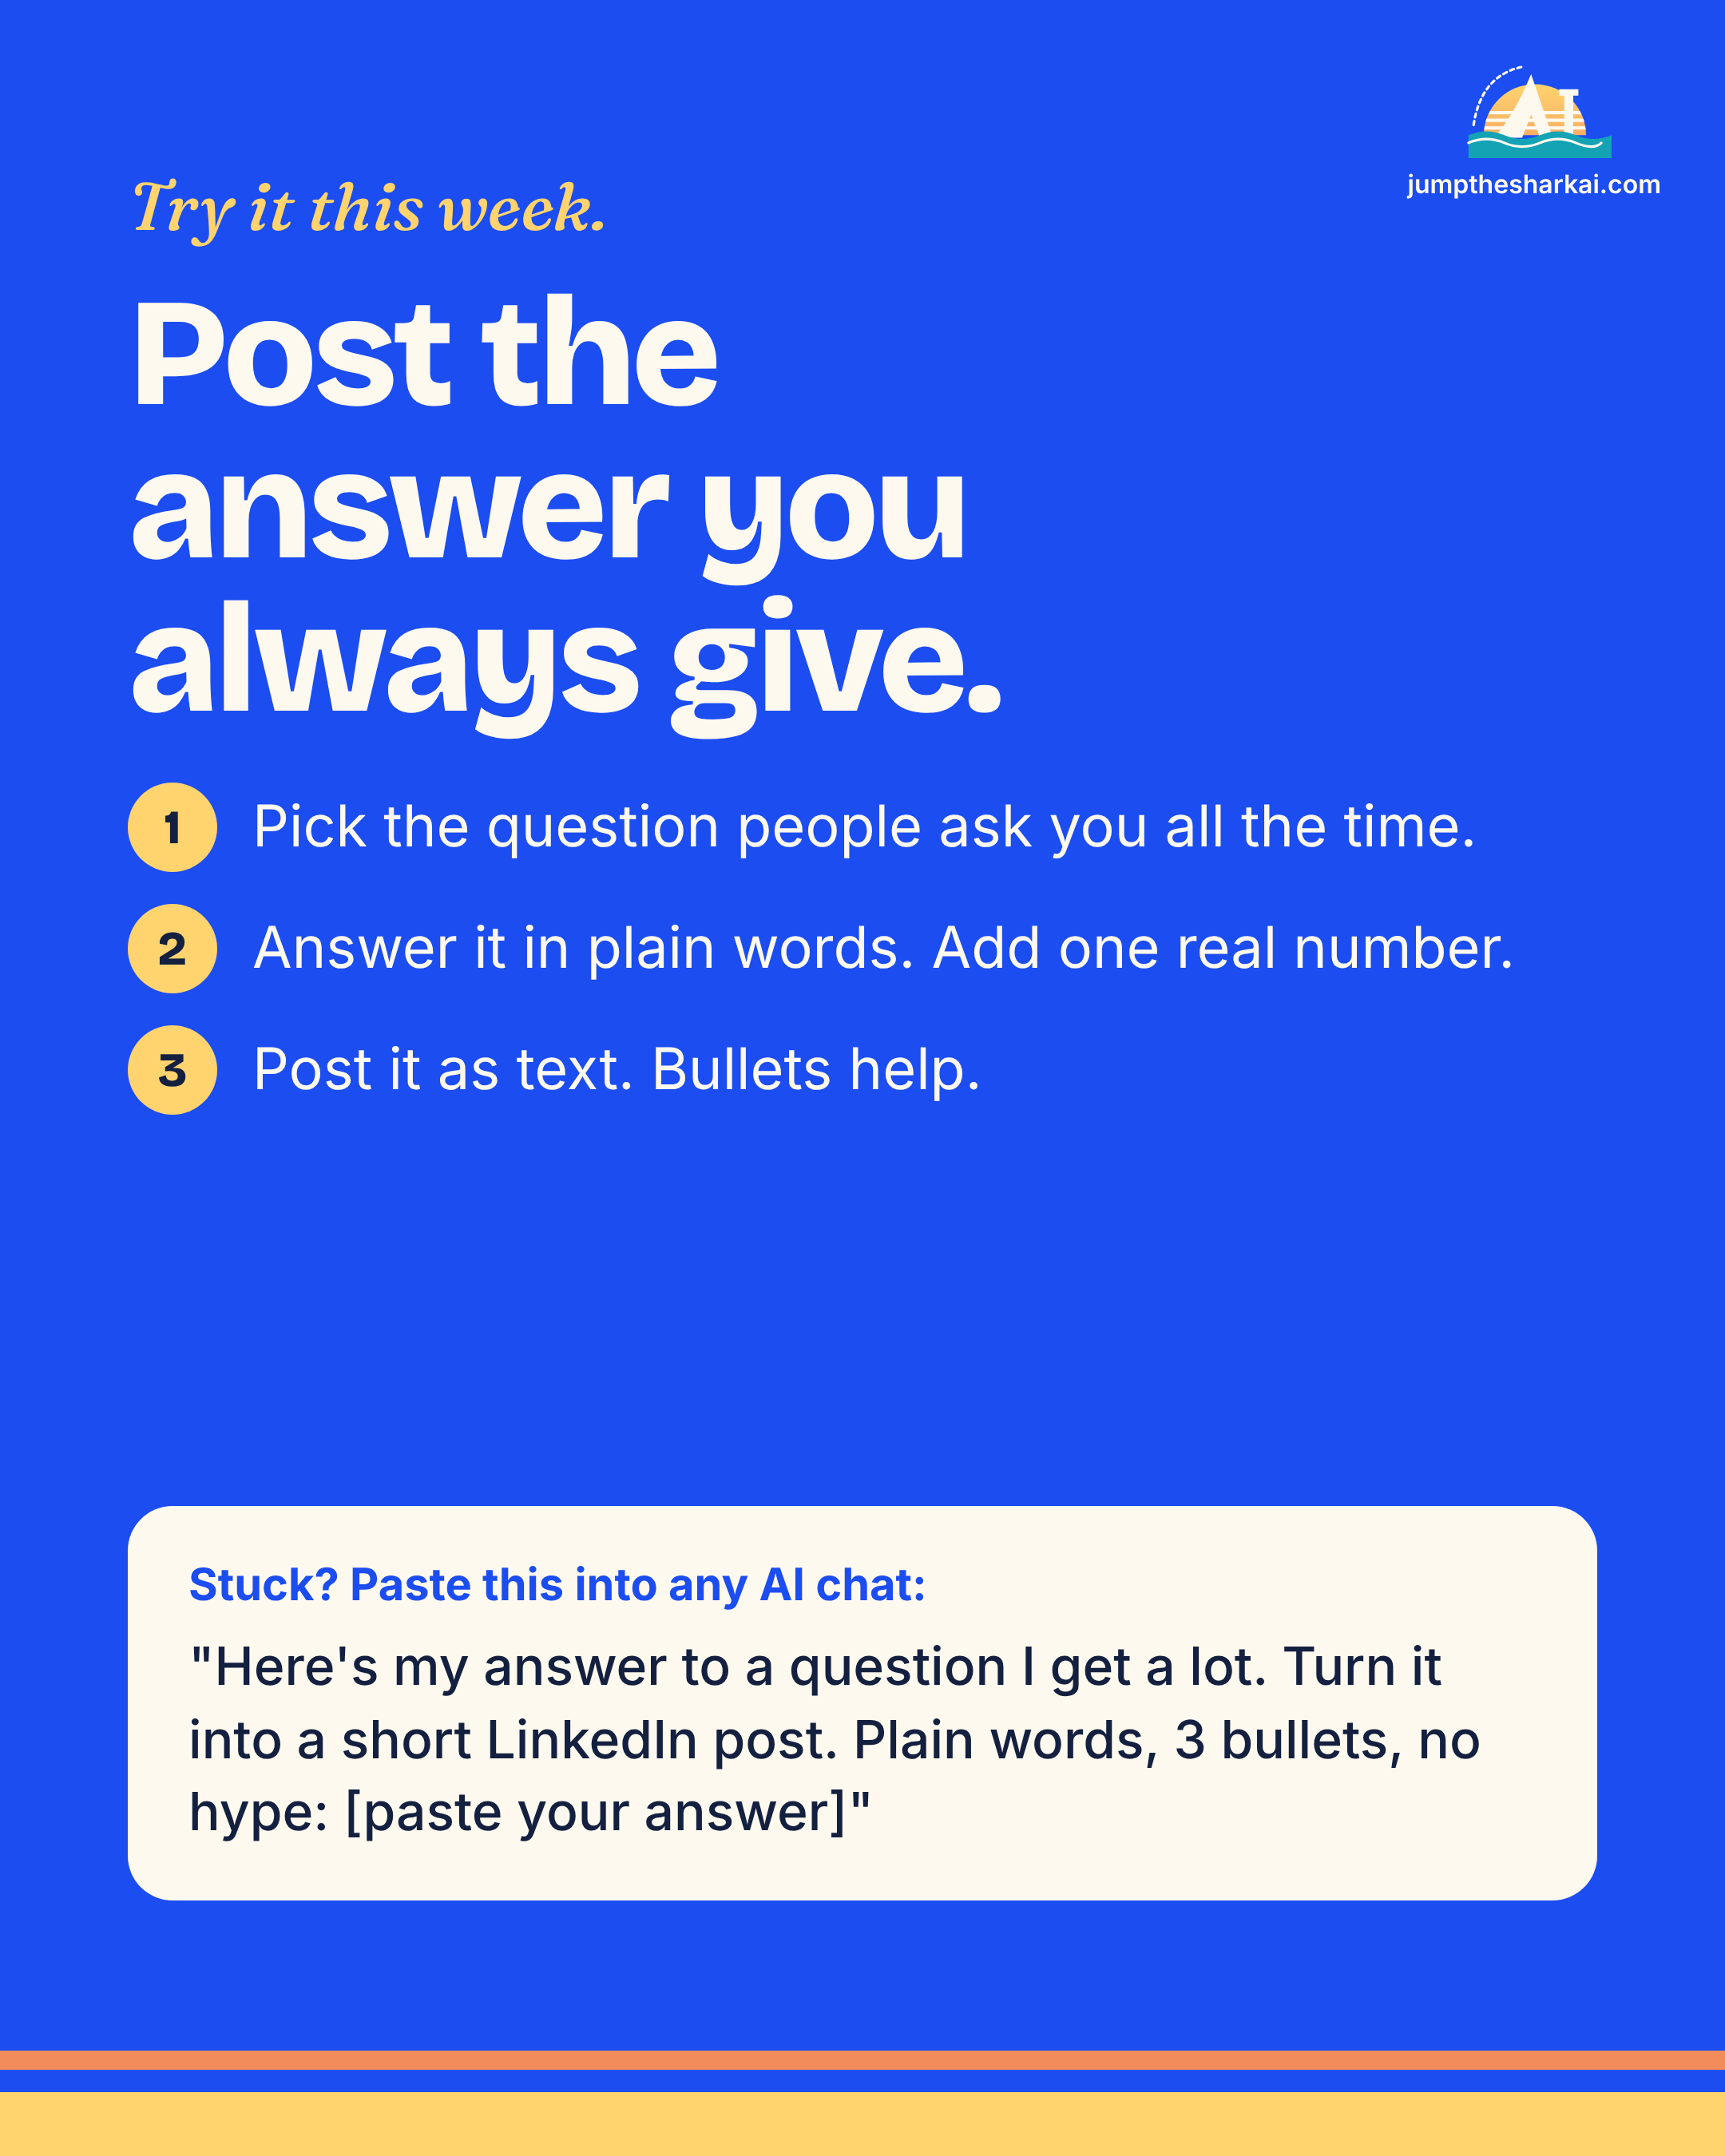 AI
jumpthesharkai.com
Try it this week.
Post the
answer you
always give.
1 Pick the question people ask you all the time.
2 Answer it in plain words. Add one real number.
3 Post it as text. Bullets help.
Stuck? Paste this into any AI chat:
"Here's my answer to a question I get a lot. Turn it
into a short LinkedIn post. Plain words, 3 bullets, no
hype: [paste your answer]"